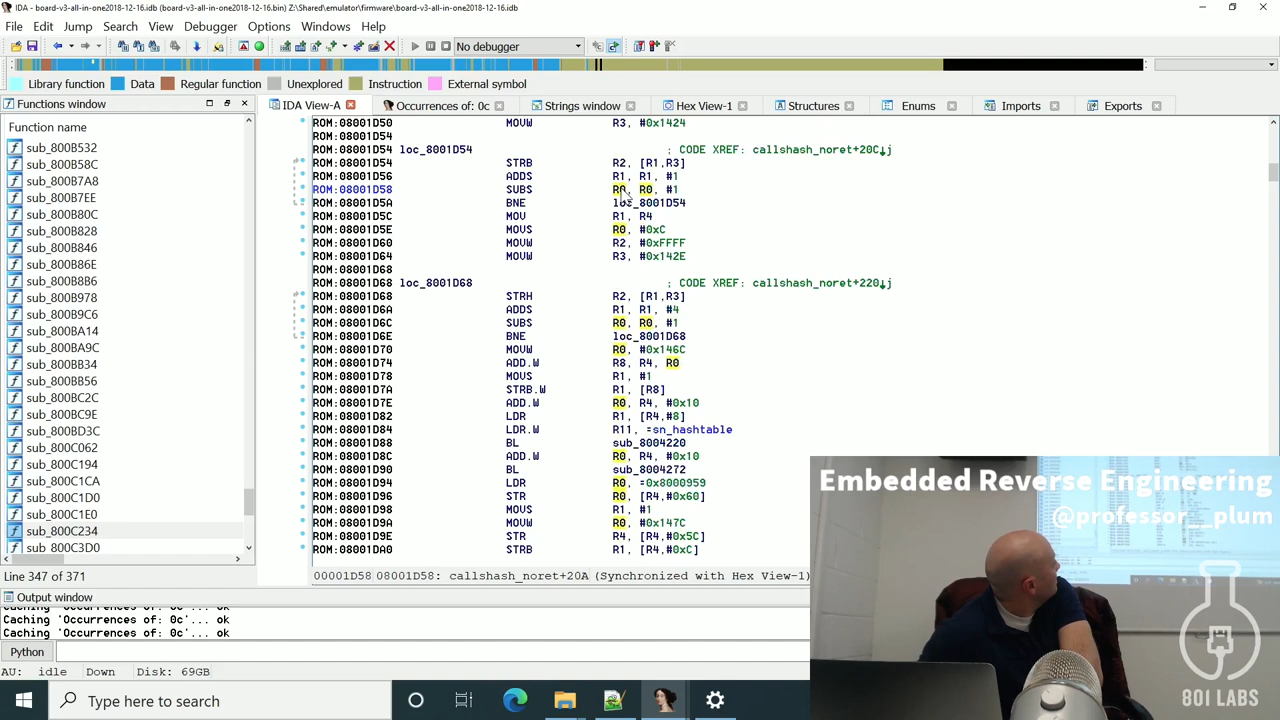 IDA - board-v3-all-in-one2018-12-16.idb (board-v3-all-in-one2018-12-16.bin) Z:\Shared\emulator\firmware\board-v3-all-in-one2018-12-16.idb
File Edit Jump Search View Debugger Options Windows Help
No debugger
Library function Data Regular function Unexplored Instruction External symbol
Functions window
IDA View-A Occurrences of: 0c Strings window Hex View-1 Structures Enums Imports Exports
Function name
sub_800B532
sub_800B58C
sub_800B7A8
sub_800B7EE
sub_800B80C
sub_800B828
sub_800B846
sub_800B86E
sub_800B8B6
sub_800B978
sub_800B9C6
sub_800BA14
sub_800BA9C
sub_800BB34
sub_800BB56
sub_800BC2C
sub_800BC9E
sub_800BD3C
sub_800C062
sub_800C194
sub_800C1CA
sub_800C1D0
sub_800C1E0
sub_800C234
sub_800C3D0
Line 347 of 371
ROM:08001D50 MOVW R3, #0x1424
ROM:08001D54
ROM:08001D54 loc_8001D54 ; CODE XREF: callshash_noret+20C↓j
ROM:08001D54 STRB R2, [R1,R3]
ROM:08001D56 ADDS R1, R1, #1
ROM:08001D58 SUBS R0, R0, #1
ROM:08001D5A BNE loc_8001D54
ROM:08001D5C MOV R1, R4
ROM:08001D5E MOVS R0, #0xC
ROM:08001D60 MOVW R2, #0xFFFF
ROM:08001D64 MOVW R3, #0x142E
ROM:08001D68
ROM:08001D68 loc_8001D68 ; CODE XREF: callshash_noret+220↓j
ROM:08001D68 STRH R2, [R1,R3]
ROM:08001D6A ADDS R1, #4
ROM:08001D6C SUBS R0, R0, #1
ROM:08001D6E BNE loc_8001D68
ROM:08001D70 MOVW R0, #0x146C
ROM:08001D74 ADD.W R8, R4, R0
ROM:08001D78 MOVS R1, #1
ROM:08001D7A STRB.W R1, [R8]
ROM:08001D7E ADD.W R0, R4, #0x10
ROM:08001D82 LDR R1, [R4,#8]
ROM:08001D84 LDR.W R11, =sn_hashtable
ROM:08001D88 BL sub_8004220
ROM:08001D8C ADD.W R0, R4, #0x10
ROM:08001D90 BL sub_8004272
ROM:08001D94 LDR R0, =0x8000959
ROM:08001D96 STR R0, [R4,#0x60]
ROM:08001D98 MOVS R1, #1
ROM:08001D9A MOVW R0, #0x147C
ROM:08001D9E STR R4, [R4,#0x5C]
ROM:08001DA0 STRB R1, [R4,#0xC]
00001D58 08001D58: callshash_noret+20A (Synchronized with Hex View-1)
Output window
Caching 'Occurrences of: 0c'... ok
Caching 'Occurrences of: 0c'... ok
Caching 'Occurrences of: 0c'... ok
Python
AU: idle Down Disk: 69GB
Type here to search
Embedded Reverse Engineering
@professor__plum
801 LABS